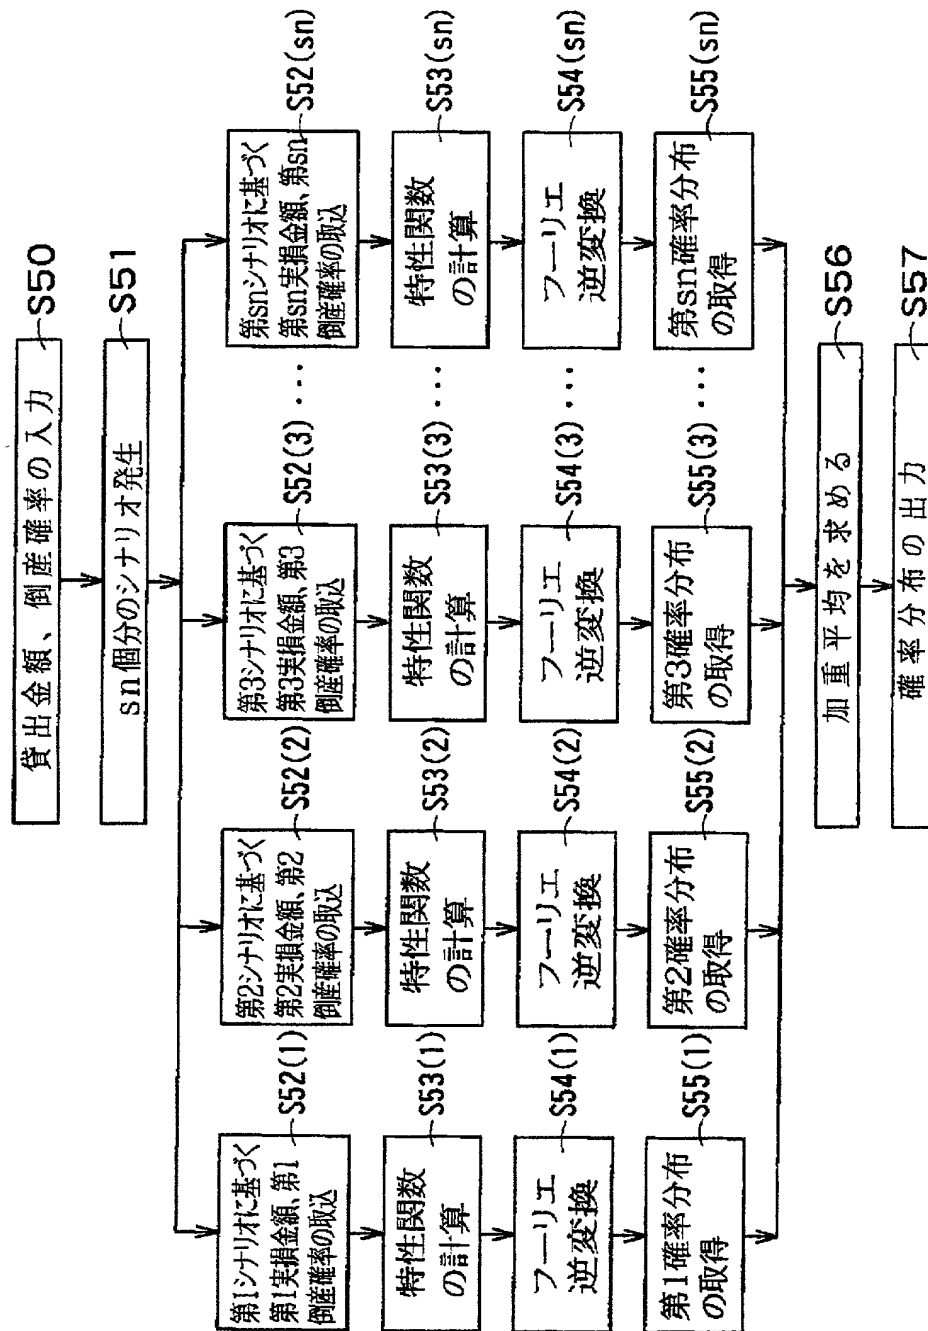 貸出金額、倒産確率の入力
S50
sn個分のシナリオ発生
S51
第1シナリオに基づく
第1実損金額、第1
倒産確率の取込
S52(1)
第2シナリオに基づく
第2実損金額、第2
倒産確率の取込
S52(2)
第3シナリオに基づく
第3実損金額、第3
倒産確率の取込
S52(3)
・・・
第snシナリオに基づく
第sn実損金額、第sn
倒産確率の取込
S52(sn)
特性関数
の計算
S53(1)
特性関数
の計算
S53(2)
特性関数
の計算
S53(3)
・・・
特性関数
の計算
S53(sn)
フーリエ
逆変換
S54(1)
フーリエ
逆変換
S54(2)
フーリエ
逆変換
S54(3)
・・・
フーリエ
逆変換
S54(sn)
第1確率分布
の取得
S55(1)
第2確率分布
の取得
S55(2)
第3確率分布
の取得
S55(3)
・・・
第sn確率分布
の取得
S55(sn)
加重平均を求める
S56
確率分布の出力
S57